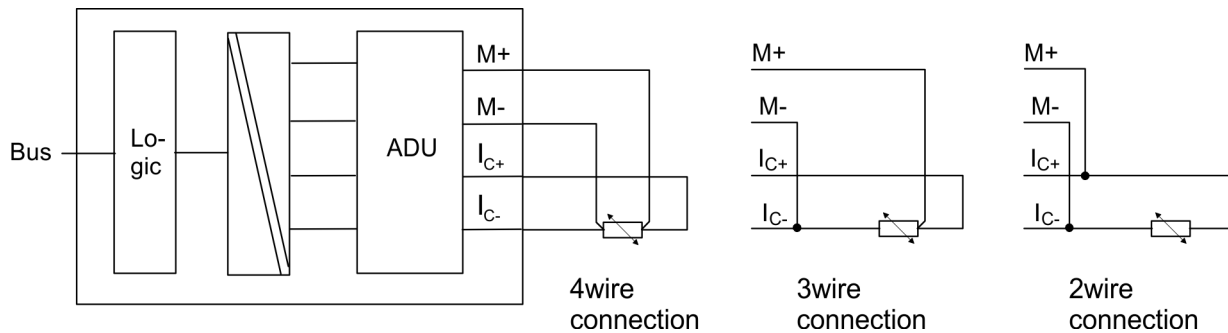 Bus
Lo-
gic
ADU
M+
M-
IC+
IC-
4wire
connection
M+
M-
IC+
IC-
3wire
connection
M+
M-
IC+
IC-
2wire
connection